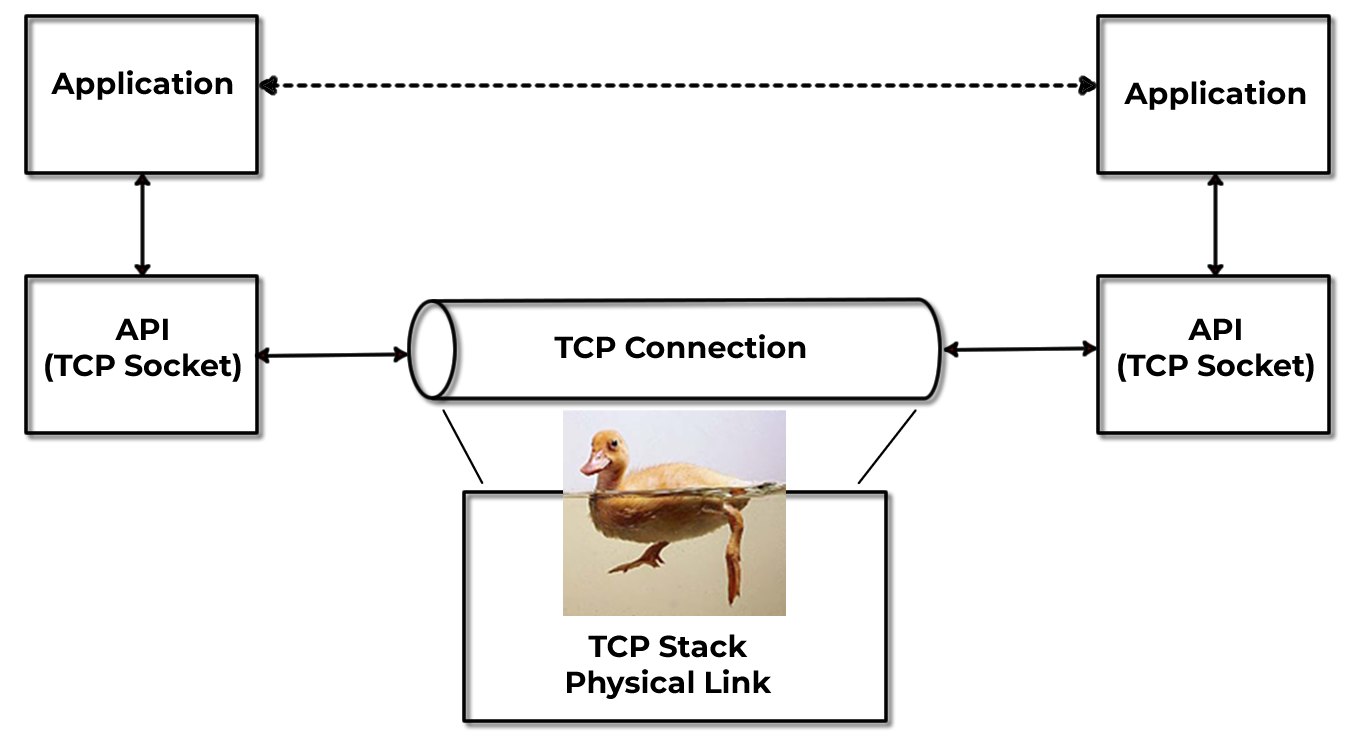 Application
Application
API
(TCP Socket)
TCP Connection
API
(TCP Socket)
TCP Stack
Physical Link